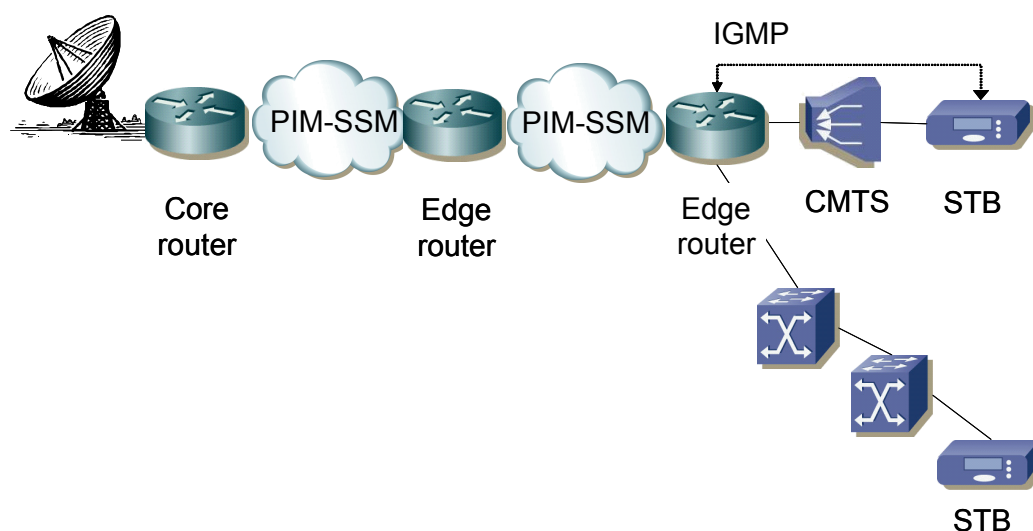 IGMP
PIM-SSM
PIM-SSM
Core
router
Edge
router
Edge
router
CMTS
STB
STB